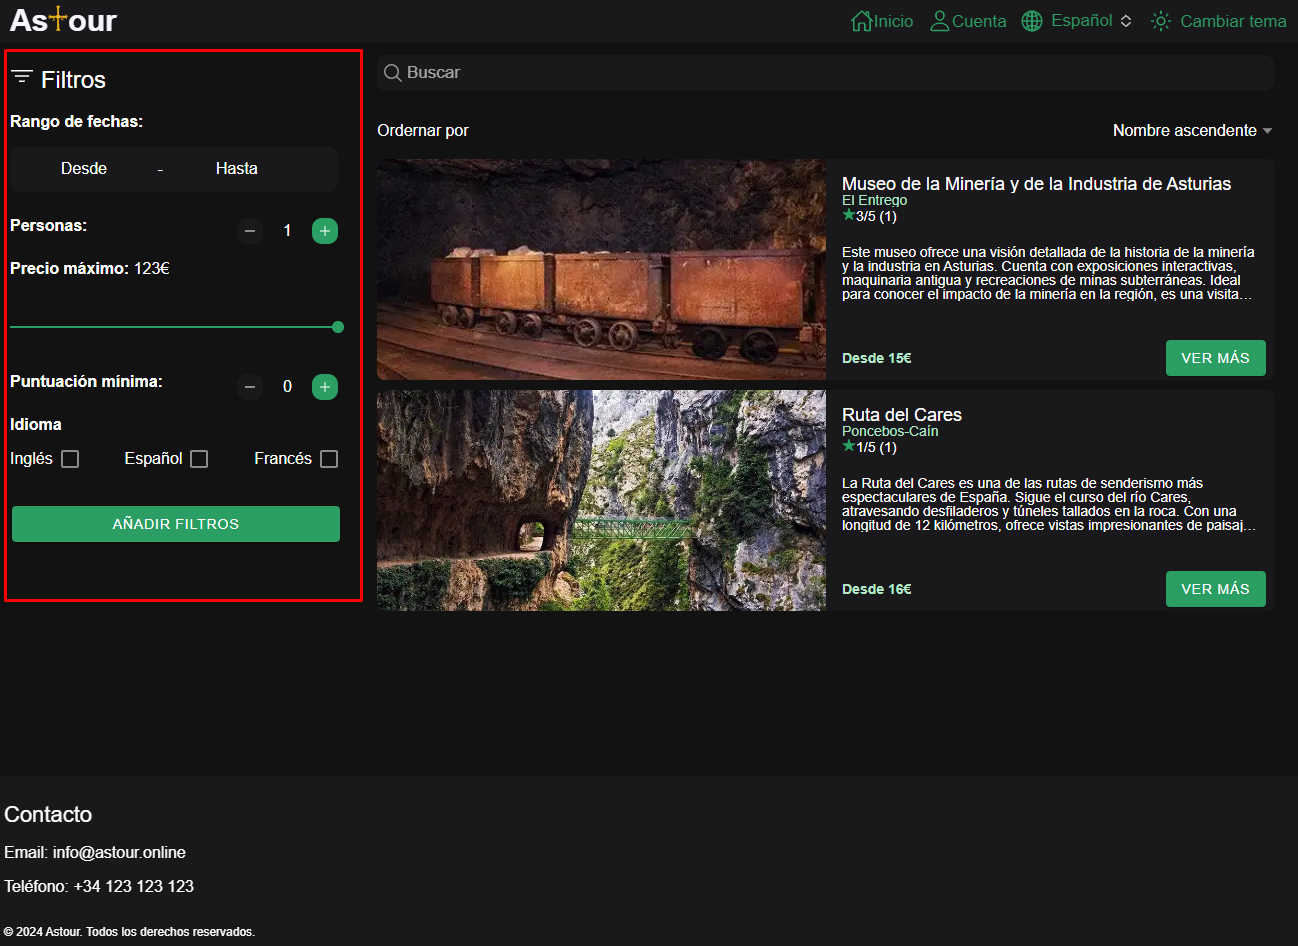 Astour
Inicio
Cuenta
Español
Cambiar tema
Filtros
Rango de fechas:
Desde - Hasta
Personas:
1
Precio máximo: 123€
Puntuación mínima:
0
Idioma
Inglés
Español
Francés
AÑADIR FILTROS
Buscar
Ordernar por
Nombre ascendente
Museo de la Minería y de la Industria de Asturias
El Entrego
3/5 (1)
Este museo ofrece una visión detallada de la historia de la minería
y la industria en Asturias. Cuenta con exposiciones interactivas,
maquinaria antigua y recreaciones de minas subterráneas. Ideal
para conocer el impacto de la minería en la región, es una visita…
Desde 15€
VER MÁS
Ruta del Cares
Poncebos-Caín
1/5 (1)
La Ruta del Cares es una de las rutas de senderismo más
espectaculares de España. Sigue el curso del río Cares,
atravesando desfiladeros y túneles tallados en la roca. Con una
longitud de 12 kilómetros, ofrece vistas impresionantes de paisaj…
Desde 16€
VER MÁS
Contacto
Email: info@astour.online
Teléfono: +34 123 123 123
© 2024 Astour. Todos los derechos reservados.